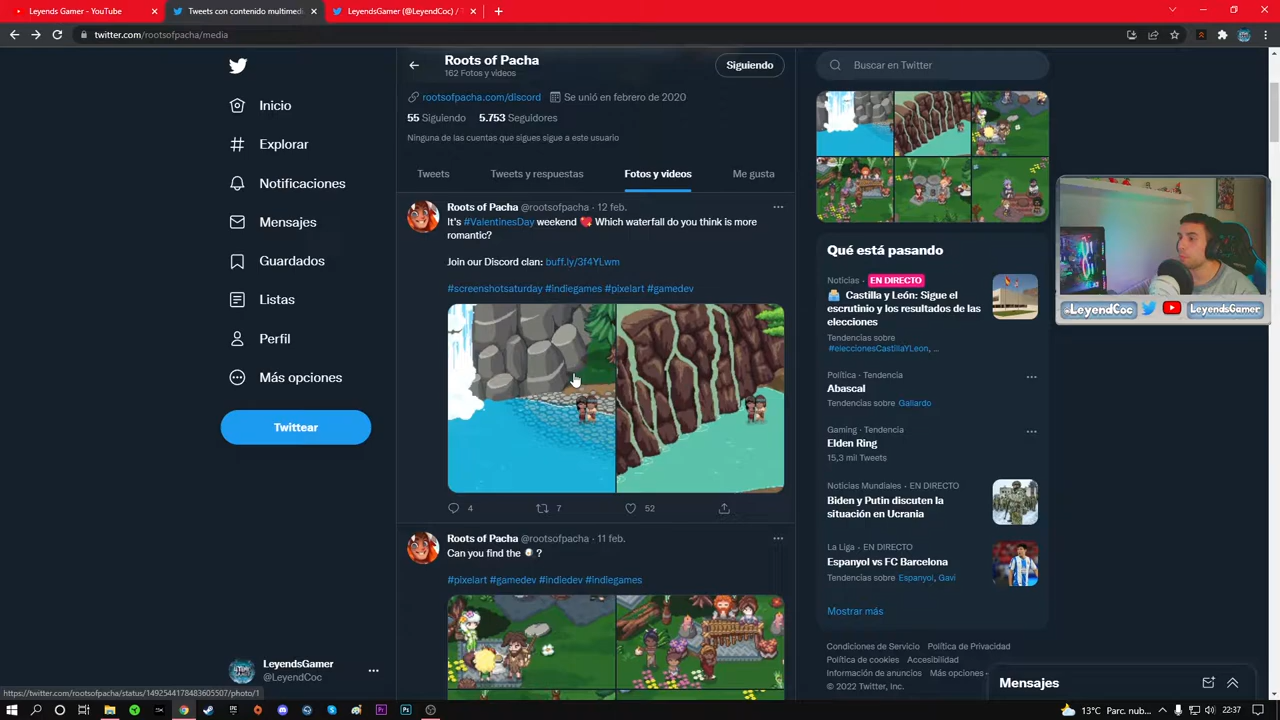 Leyends Gamer - YouTube
Tweets con contenido multimedi
LeyendsGamer (@LeyendCoc) / T
twitter.com/rootsofpacha/media
Inicio
Explorar
Notificaciones
Mensajes
Guardados
Listas
Perfil
Más opciones
Twittear
LeyendsGamer
@LeyendCoc
https://twitter.com/rootsofpacha/status/1492544178483605507/photo/1
Roots of Pacha
162 Fotos y videos
Siguiendo
rootsofpacha.com/discord Se unió en febrero de 2020
55 Siguiendo 5.753 Seguidores
Ninguna de las cuentas que sigues sigue a este usuario
Tweets Tweets y respuestas Fotos y videos Me gusta
Roots of Pacha @rootsofpacha · 12 feb.
It's #ValentinesDay weekend 💘 Which waterfall do you think is more
romantic?
Join our Discord clan: buff.ly/3f4YLwm
#screenshotsaturday #indiegames #pixelart #gamedev
4 7 52
Roots of Pacha @rootsofpacha · 11 feb.
Can you find the ?
#pixelart #gamedev #indiedev #indiegames
Buscar en Twitter
Qué está pasando
Noticias · EN DIRECTO
🗳️ Castilla y León: Sigue el
escrutinio y los resultados de las
elecciones
Tendencias sobre
#eleccionesCastillaYLeon, ...
Política · Tendencia
Abascal
Tendencias sobre Gallardo
Gaming · Tendencia
Elden Ring
15,3 mil Tweets
Noticias Mundiales · EN DIRECTO
Biden y Putin discuten la
situación en Ucrania
La Liga · EN DIRECTO
Espanyol vs FC Barcelona
Tendencias sobre Espanyol, Gavi
Mostrar más
Condiciones de Servicio Política de Privacidad
Política de cookies Accesibilidad
Información de anuncios Más opciones ·
© 2022 Twitter, Inc.
Mensajes
@LeyendCoc LeyendsGamer
13°C Parc. nub... 22:37